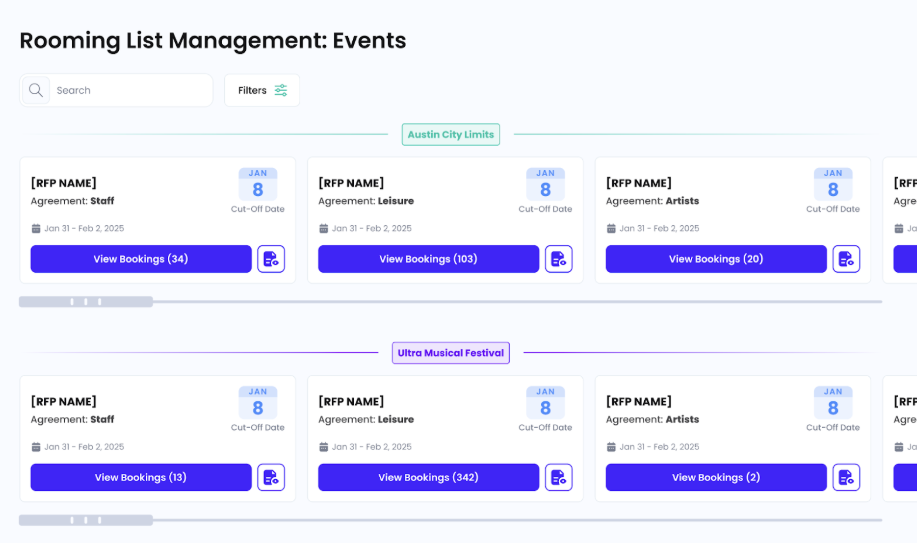 Rooming List Management: Events
Search
Filters
Austin City Limits
[RFP NAME]
Agreement: Staff
JAN
8
Cut-Off Date
Jan 31 - Feb 2, 2025
View Bookings (34)
[RFP NAME]
Agreement: Leisure
JAN
8
Cut-Off Date
Jan 31 - Feb 2, 2025
View Bookings (103)
[RFP NAME]
Agreement: Artists
JAN
8
Cut-Off Date
Jan 31 - Feb 2, 2025
View Bookings (20)
[RFP
Agree
Ja
Ultra Musical Festival
[RFP NAME]
Agreement: Staff
JAN
8
Cut-Off Date
Jan 31 - Feb 2, 2025
View Bookings (13)
[RFP NAME]
Agreement: Leisure
JAN
8
Cut-Off Date
Jan 31 - Feb 2, 2025
View Bookings (342)
[RFP NAME]
Agreement: Artists
JAN
8
Cut-Off Date
Jan 31 - Feb 2, 2025
View Bookings (2)
[RFP
Agree
Ja